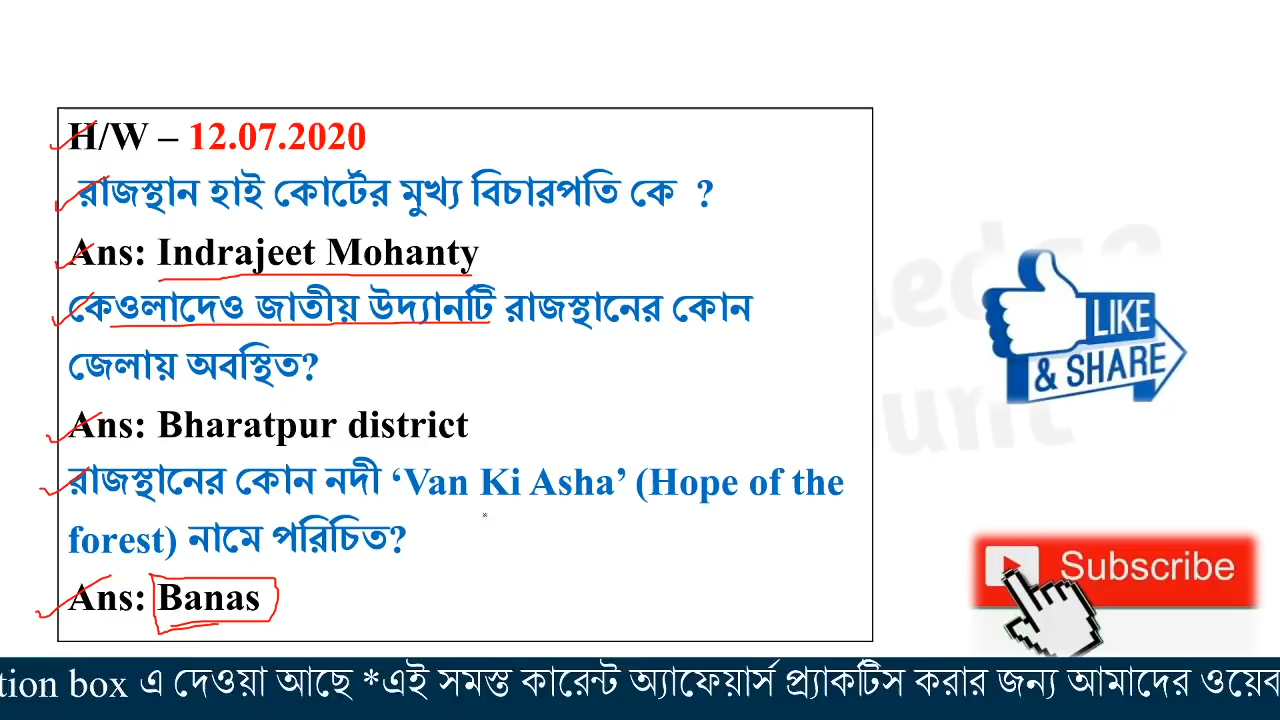 H/W – 12.07.2020
রাজস্থান হাই কোর্টের মুখ্য বিচারপতি কে ?
Ans: Indrajeet Mohanty
কেওলাদেও জাতীয় উদ্যানটি রাজস্থানের কোন
জেলায় অবস্থিত?
Ans: Bharatpur district
রাজস্থানের কোন নদী ‘Van Ki Asha’ (Hope of the
forest) নামে পরিচিত?
Ans: Banas
LIKE
& SHARE
Subscribe
tion box এ দেওয়া আছে *এই সমস্ত কারেন্ট অ্যাফেয়ার্স প্র্যাকটিস করার জন্য আমাদের ওয়েব